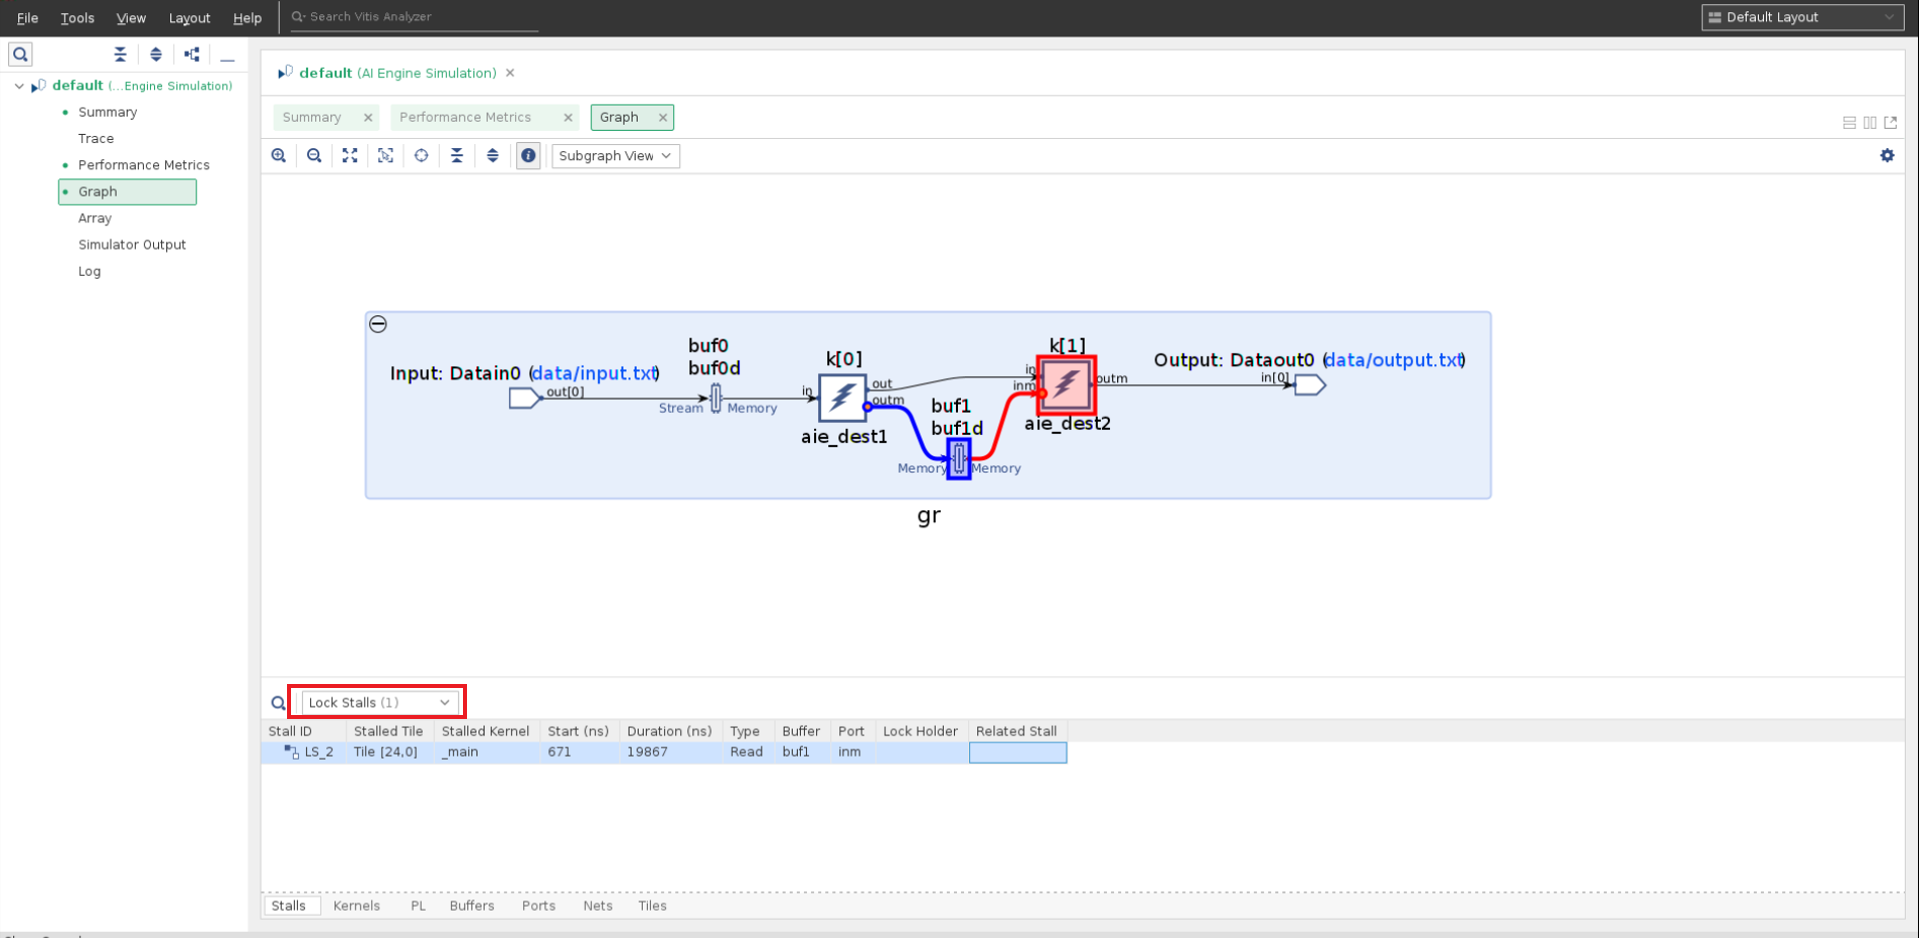 File Tools View Layout Help Search Vitis Analyzer Default Layout
default (...Engine Simulation)
Summary
Trace
Performance Metrics
Graph
Array
Simulator Output
Log
default (AI Engine Simulation)
Summary Performance Metrics Graph
Subgraph View
Input: Datain0 (data/input.txt)
out[0]
buf0
buf0d
Stream Memory
k[0]
in out
outm
aie_dest1
buf1
buf1d
Memory Memory
k[1]
in
inm outm
aie_dest2
Output: Dataout0 (data/output.txt)
in[0]
gr
Lock Stalls (1)
Stall ID Stalled Tile Stalled Kernel Start (ns) Duration (ns) Type Buffer Port Lock Holder Related Stall
LS_2 Tile [24,0] _main 671 19867 Read buf1 inm
Stalls Kernels PL Buffers Ports Nets Tiles